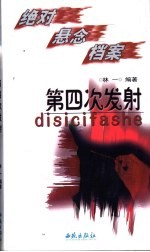 绝对
悬念
档案
林 一 编著
第四次发射
disicifashe
西苑出版社